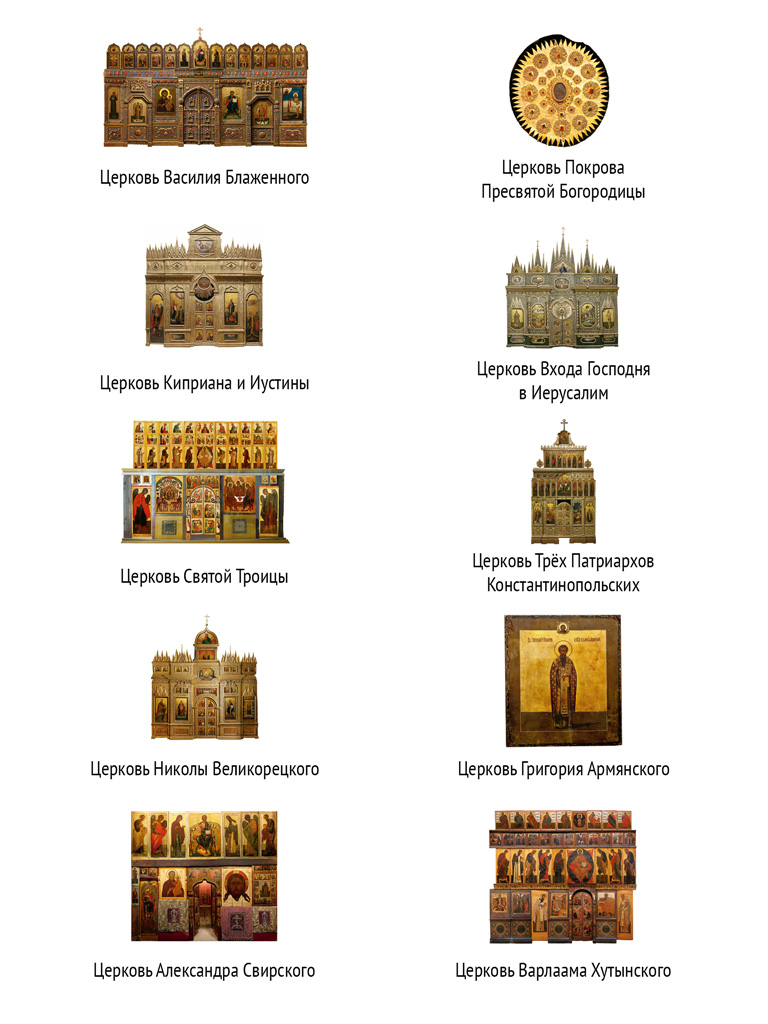 Церковь Василия Блаженного
Церковь Покрова
Пресвятой Богородицы
Церковь Киприана и Иустины
Церковь Входа Господня
в Иерусалим
Церковь Святой Троицы
Церковь Трёх Патриархов
Константинопольских
Церковь Николы Великорецкого
Церковь Григория Армянского
Церковь Александра Свирского
Церковь Варлаама Хутынского